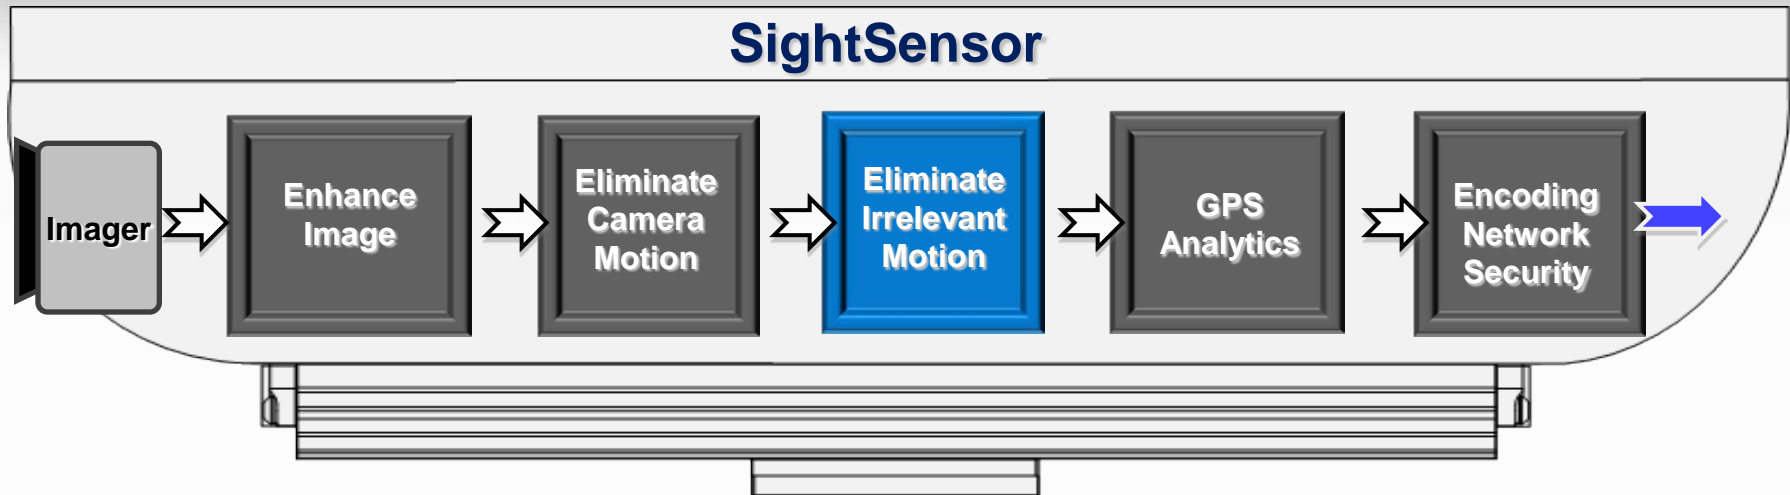 SightSensor
Imager
Enhance
Image
Eliminate
Camera
Motion
Eliminate
Irrelevant
Motion
GPS
Analytics
Encoding
Network
Security